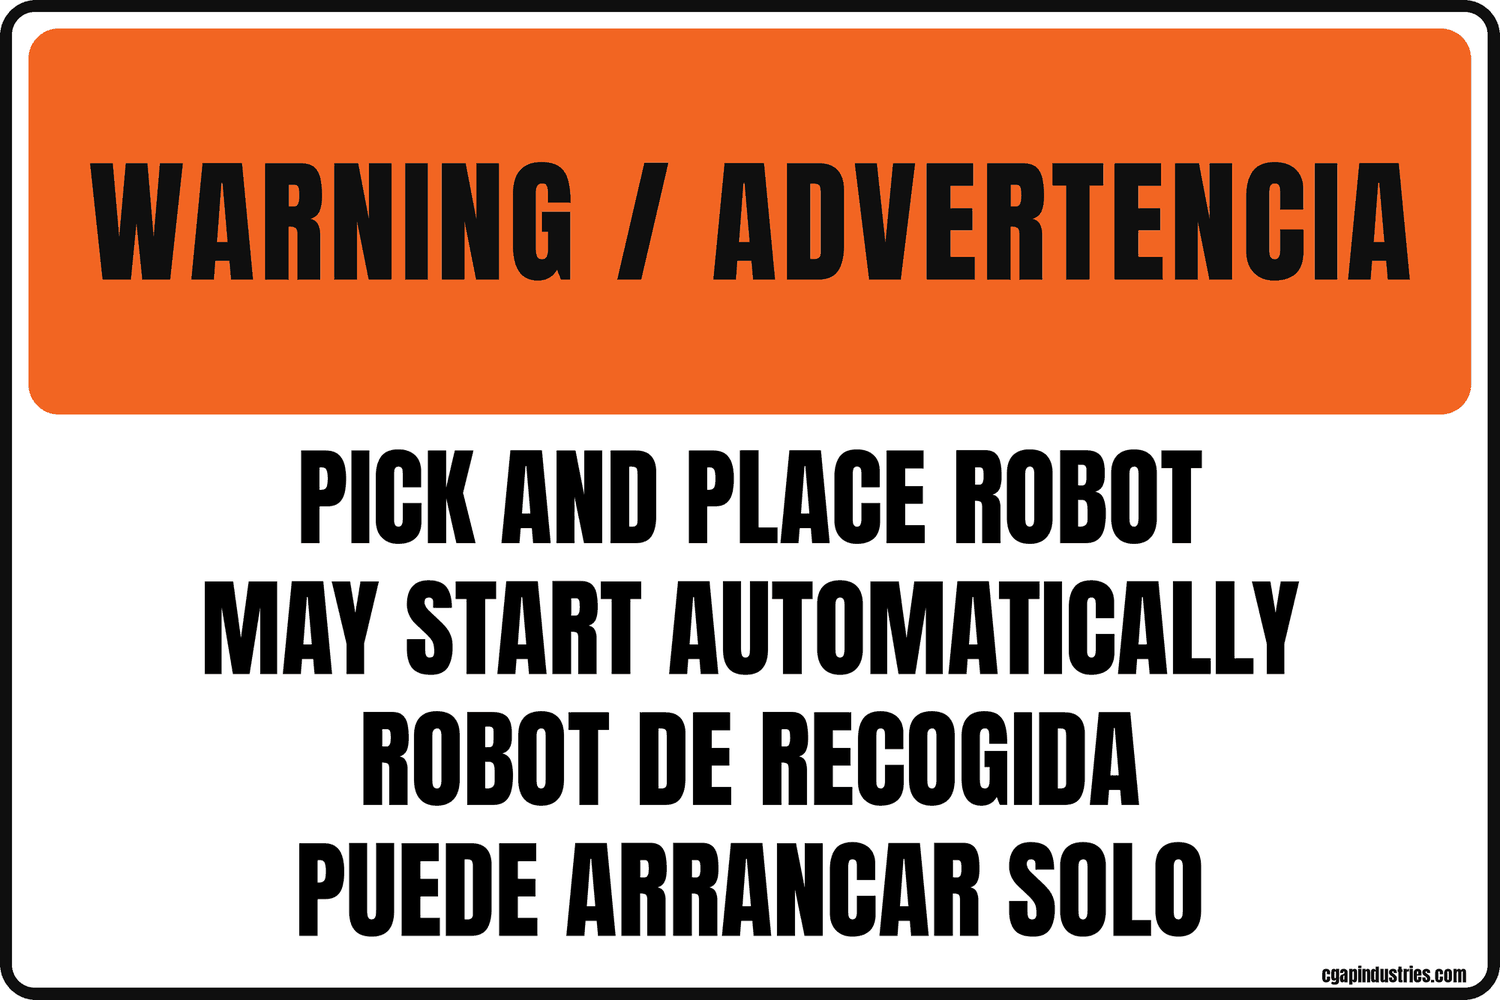 WARNING / ADVERTENCIA
PICK AND PLACE ROBOT
MAY START AUTOMATICALLY
ROBOT DE RECOGIDA
PUEDE ARRANCAR SOLO
cgapindustries.com